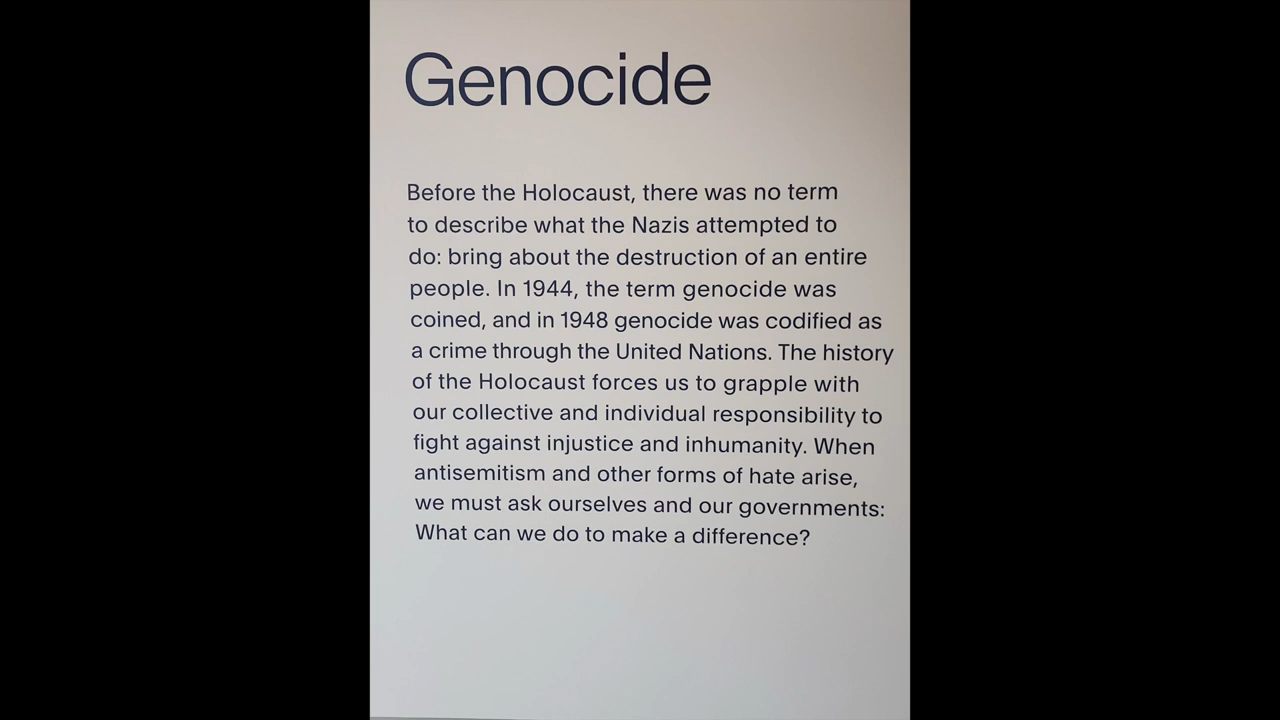 Genocide
Before the Holocaust, there was no term
to describe what the Nazis attempted to
do: bring about the destruction of an entire
people. In 1944, the term genocide was
coined, and in 1948 genocide was codified as
a crime through the United Nations. The history
of the Holocaust forces us to grapple with
our collective and individual responsibility to
fight against injustice and inhumanity. When
antisemitism and other forms of hate arise,
we must ask ourselves and our governments:
What can we do to make a difference?